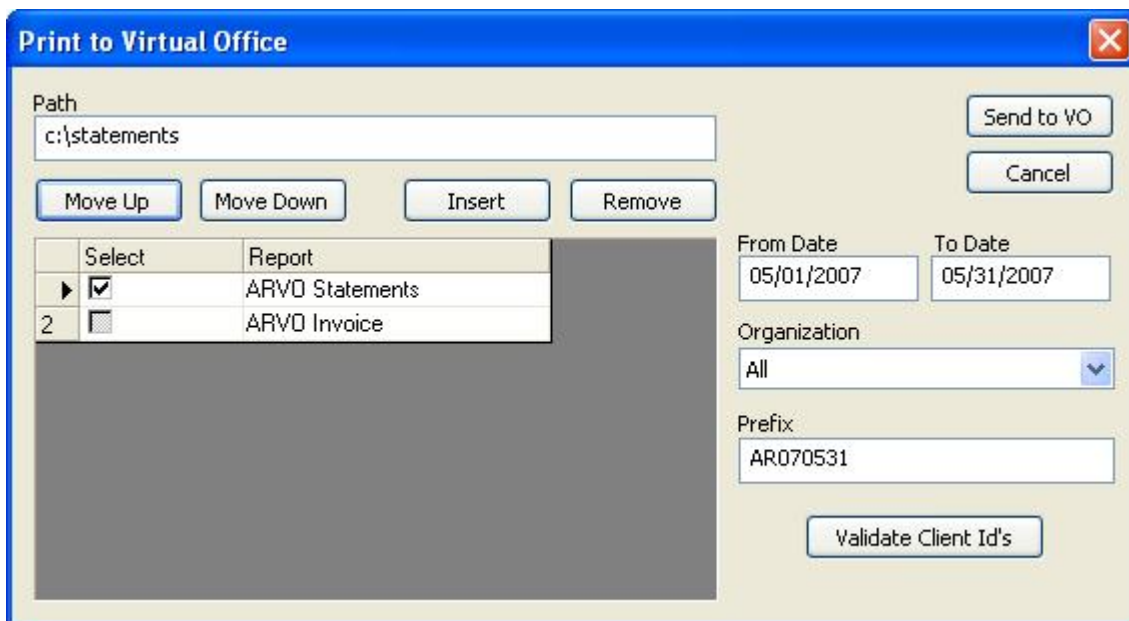 Print to Virtual Office
Path
c:\statements
Send to VO
Cancel
Move Up Move Down Insert Remove
Select Report
ARVO Statements
2 ARVO Invoice
From Date To Date
05/01/2007 05/31/2007
Organization
All
Prefix
AR070531
Validate Client Id's